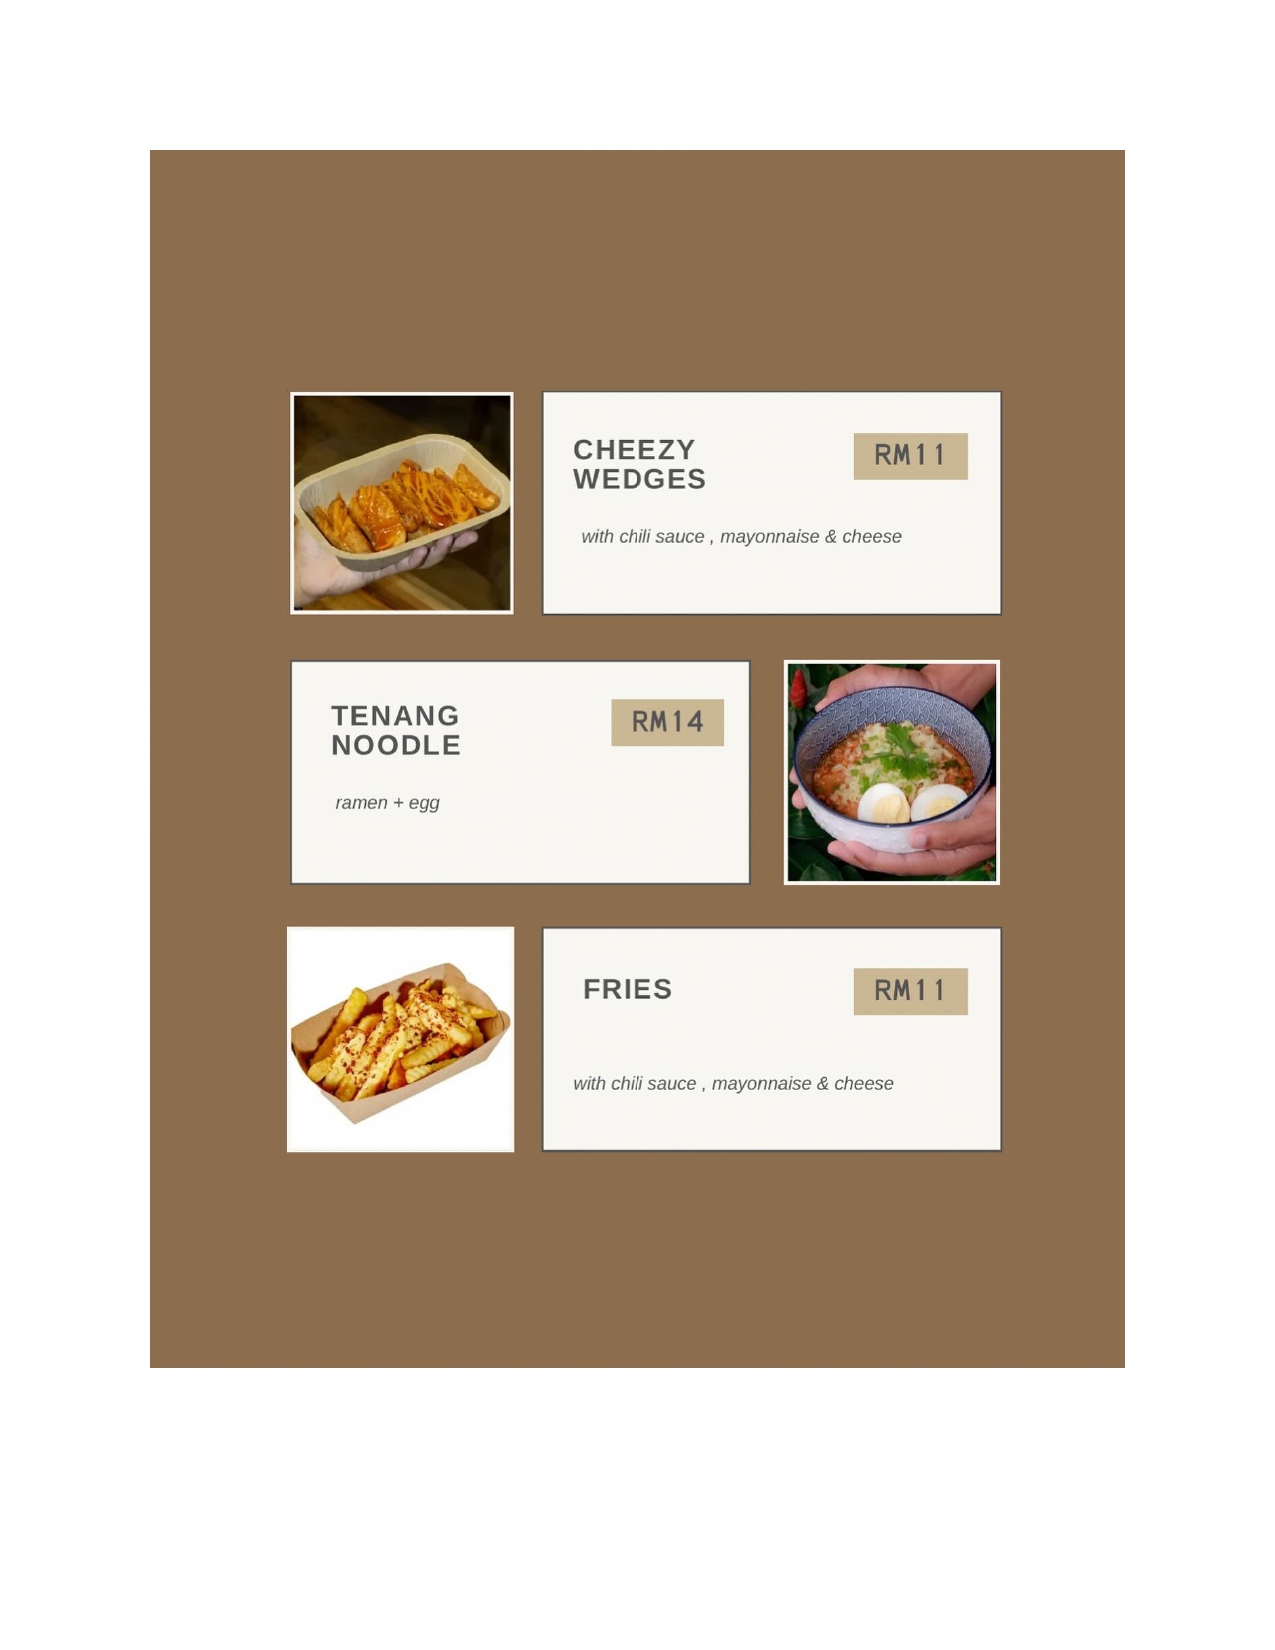 CHEEZY
WEDGES
RM11
with chili sauce , mayonnaise & cheese
TENANG
NOODLE
RM14
ramen + egg
FRIES
RM11
with chili sauce , mayonnaise & cheese